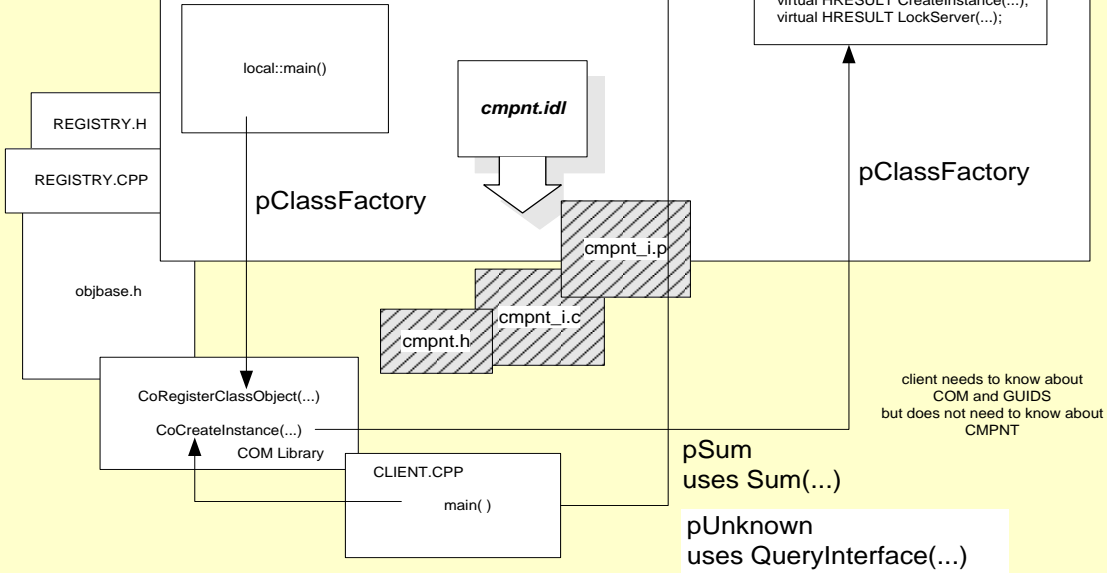 virtual HRESULT CreateInstance(...);
virtual HRESULT LockServer(...);
local::main()
cmpnt.idl
REGISTRY.H
REGISTRY.CPP
pClassFactory
pClassFactory
cmpnt_i.p
objbase.h
cmpnt_i.c
cmpnt.h
CoRegisterClassObject(...)
CoCreateInstance(...)
COM Library
client needs to know about
COM and GUIDS
but does not need to know about
CMPNT
CLIENT.CPP
main( )
pSum
uses Sum(...)
pUnknown
uses QueryInterface(...)